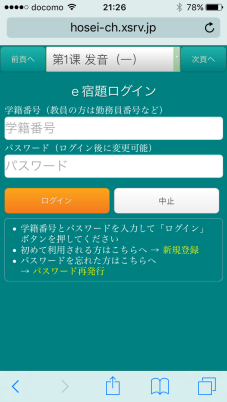 docomo 21:26 78%
hosei-ch.xsrv.jp
前頁へ 第1课 发音（一） 次頁へ
ｅ宿題ログイン
学籍番号（教員の方は勤務員番号など）
学籍番号
パスワード（ログイン後に変更可能）
パスワード
ログイン 中止
• 学籍番号とパスワードを入力して「ログイン」
ボタンを押してください
• 初めて利用される方はこちらへ → 新規登録
• パスワードを忘れた方はこちらへ
→ パスワード再発行